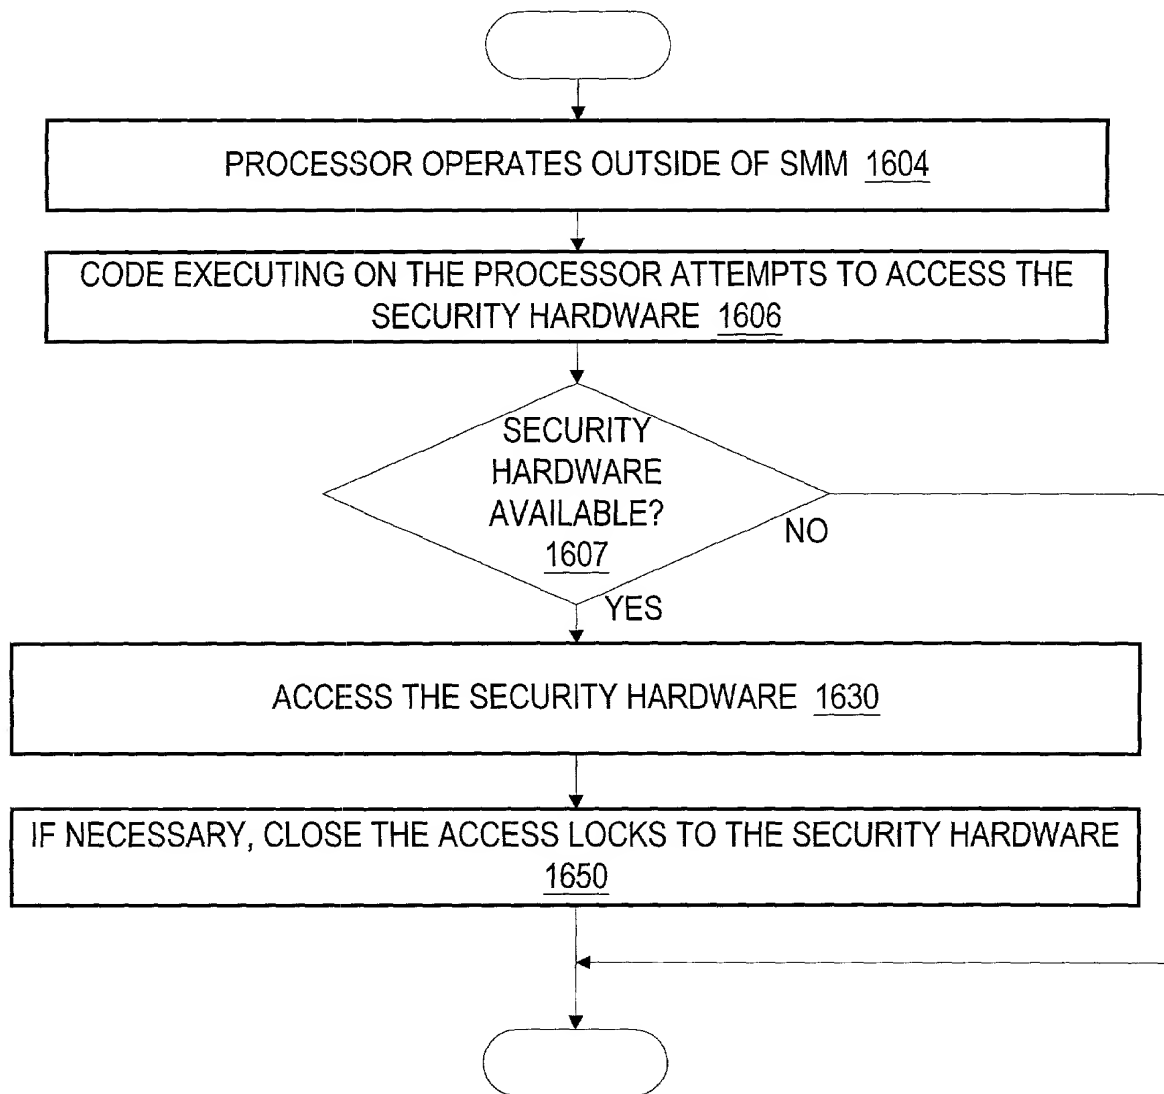 PROCESSOR OPERATES OUTSIDE OF SMM 1604
CODE EXECUTING ON THE PROCESSOR ATTEMPTS TO ACCESS THE
SECURITY HARDWARE 1606
SECURITY
HARDWARE
AVAILABLE?
1607
NO
YES
ACCESS THE SECURITY HARDWARE 1630
IF NECESSARY, CLOSE THE ACCESS LOCKS TO THE SECURITY HARDWARE
1650